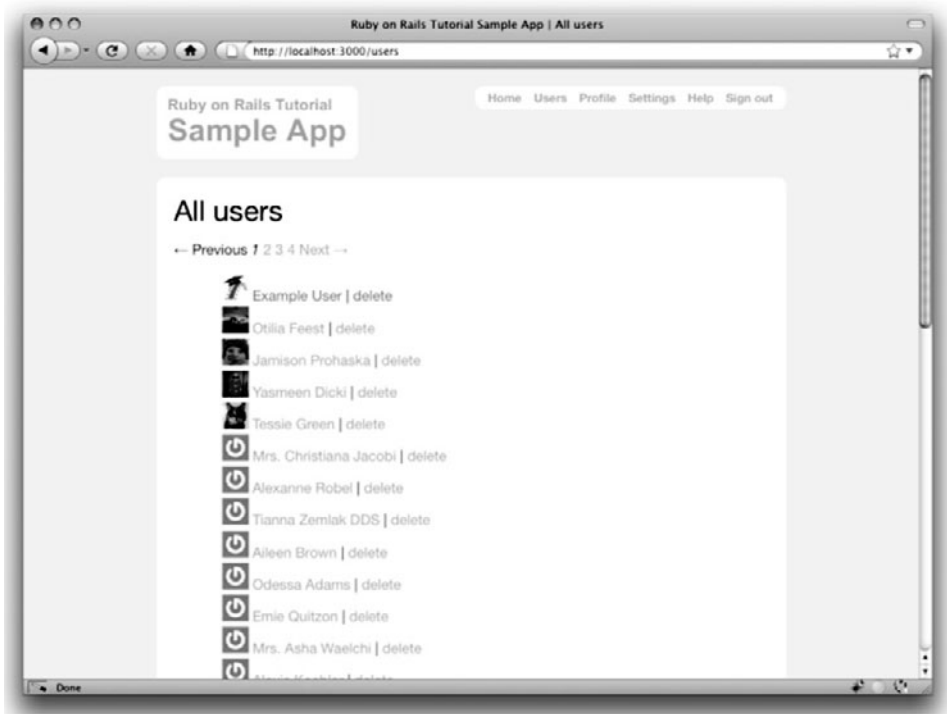 Ruby on Rails Tutorial Sample App | All users
http://localhost:3000/users
Ruby on Rails Tutorial
Sample App
Home Users Profile Settings Help Sign out
All users
← Previous 1 2 3 4 Next →
Example User | delete
Otilia Feest | delete
Jamison Prohaska | delete
Yasmeen Dicki | delete
Tessie Green | delete
Mrs. Christiana Jacobi | delete
Alexanne Robel | delete
Tianna Zemlak DDS | delete
Aileen Brown | delete
Odessa Adams | delete
Ernie Quitzon | delete
Mrs. Asha Waelchi | delete
Done